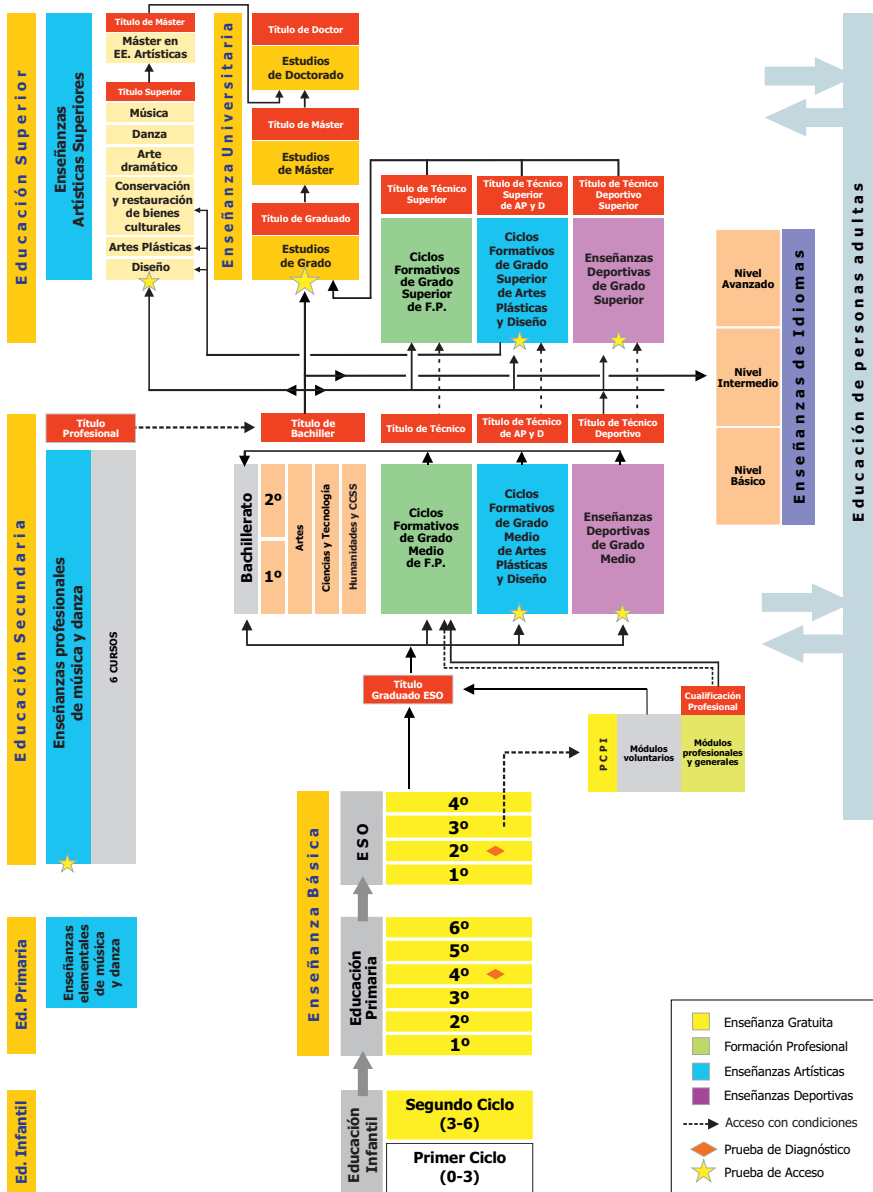 Educación Superior
Enseñanzas
Artísticas Superiores
Título de Máster
Máster en
EE. Artísticas
Título Superior
Música
Danza
Arte
dramático
Conservación
y restauración
de bienes
culturales
Artes Plásticas
Diseño
Enseñanza Universitaria
Título de Doctor
Estudios
de Doctorado
Título de Máster
Estudios
de Máster
Título de Graduado
Estudios
de Grado
Título de Técnico
Superior
Ciclos
Formativos
de Grado
Superior
de F.P.
Título de Técnico
Superior
de AP y D
Ciclos
Formativos
de Grado
Superior
de Artes
Plásticas
y Diseño
Título de Técnico
Deportivo
Superior
Enseñanzas
Deportivas
de Grado
Superior
Nivel
Avanzado
Nivel
Intermedio
Nivel
Básico
Enseñanzas de Idiomas
Educación de personas adultas
Educación Secundaria
Título
Profesional
Enseñanzas profesionales
de música y danza
6 CURSOS
Título de
Bachiller
Bachillerato
2º
1º
Artes
Ciencias y Tecnología
Humanidades y CCSS
Título de Técnico
Ciclos
Formativos
de Grado
Medio
de F.P.
Título de Técnico
de AP y D
Ciclos
Formativos
de Grado
Medio
de Artes
Plásticas
y Diseño
Título de Técnico
Deportivo
Enseñanzas
Deportivas
de Grado
Medio
Título
Graduado ESO
Cualificación
Profesional
PCPI
Módulos
voluntarios
Módulos
profesionales
y generales
Enseñanza Básica
ESO
4º
3º
2º
1º
Ed. Primaria
Enseñanzas
elementales
de música
y danza
Educación
Primaria
6º
5º
4º
3º
2º
1º
Ed. Infantil
Educación
Infantil
Segundo Ciclo
(3-6)
Primer Ciclo
(0-3)
Enseñanza Gratuita
Formación Profesional
Enseñanzas Artísticas
Enseñanzas Deportivas
Acceso con condiciones
Prueba de Diagnóstico
Prueba de Acceso